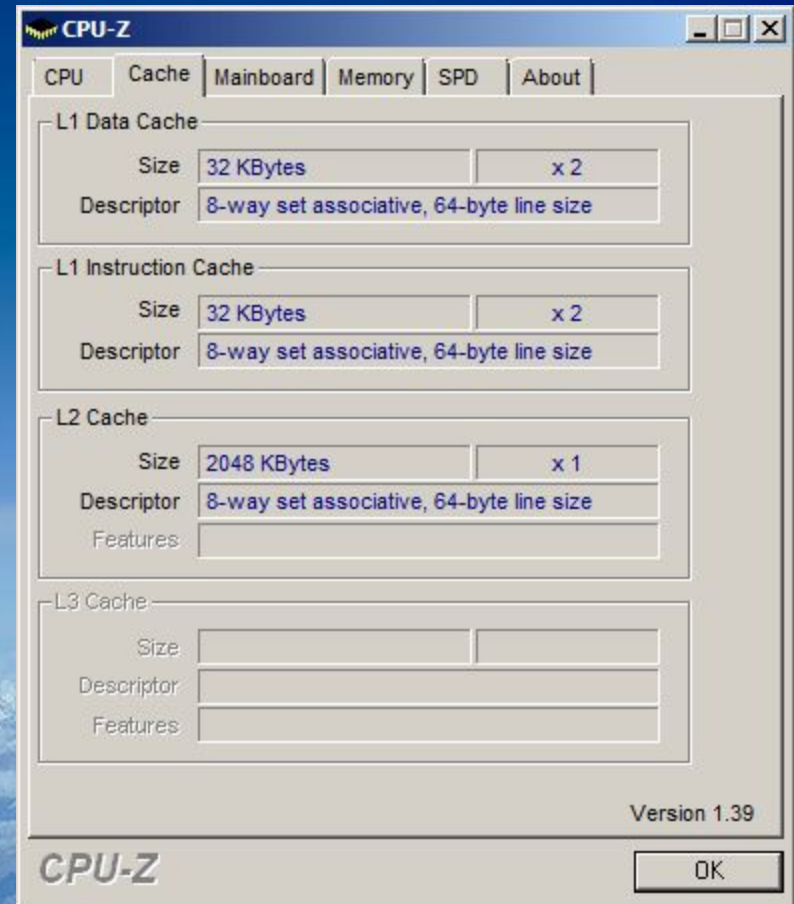 CPU-Z
CPU Cache Mainboard Memory SPD About
L1 Data Cache
Size 32 KBytes x 2
Descriptor 8-way set associative, 64-byte line size
L1 Instruction Cache
Size 32 KBytes x 2
Descriptor 8-way set associative, 64-byte line size
L2 Cache
Size 2048 KBytes x 1
Descriptor 8-way set associative, 64-byte line size
Features
L3 Cache
Size
Descriptor
Features
Version 1.39
CPU-Z OK